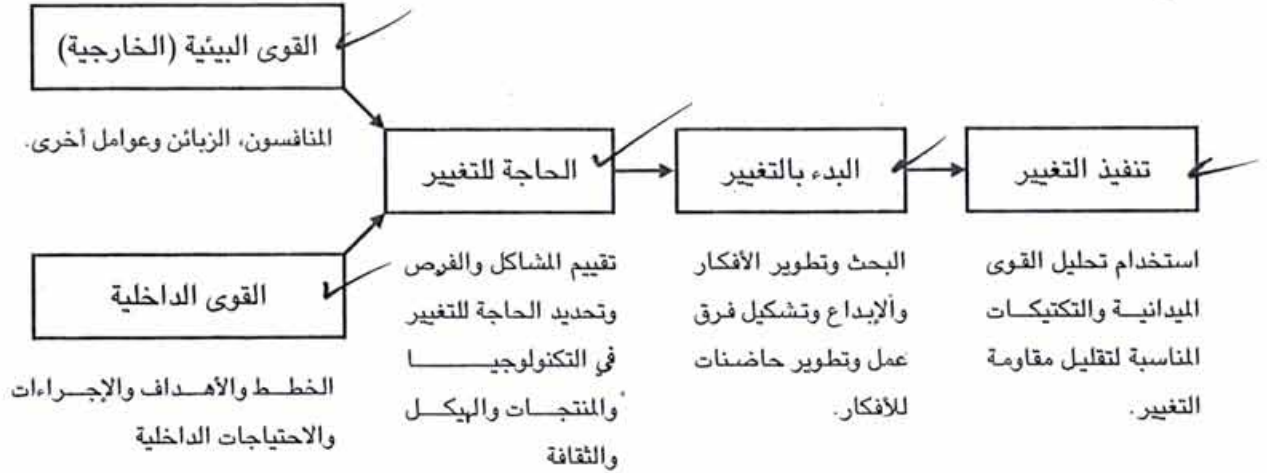 القوى البيئية (الخارجية)
المنافسون، الزبائن وعوامل أخرى.
القوى الداخلية
الخطط والأهداف والإجراءات
والاحتياجات الداخلية
الحاجة للتغيير
تقييم المشاكل والفرص
وتحديد الحاجة للتغيير
في التكنولوجيا
والمنتجات والهيكل
والثقافة
البدء بالتغيير
البحث وتطوير الأفكار
وألإبداع وتشكيل فرق
عمل وتطوير حاضنات
للأفكار.
تنفيذ التغيير
استخدام تحليل القوى
الميدانية والتكتيكات
المناسبة لتقليل مقاومة
التغيير.